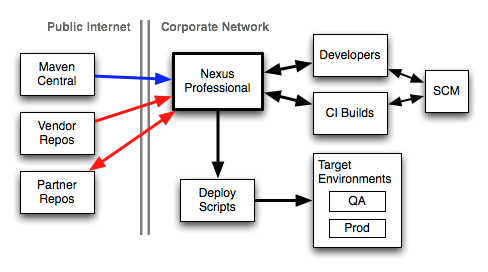 Public Internet
Corporate Network
Maven
Central
Vendor
Repos
Partner
Repos
Nexus
Professional
Developers
CI Builds
SCM
Deploy
Scripts
Target
Environments
QA
Prod